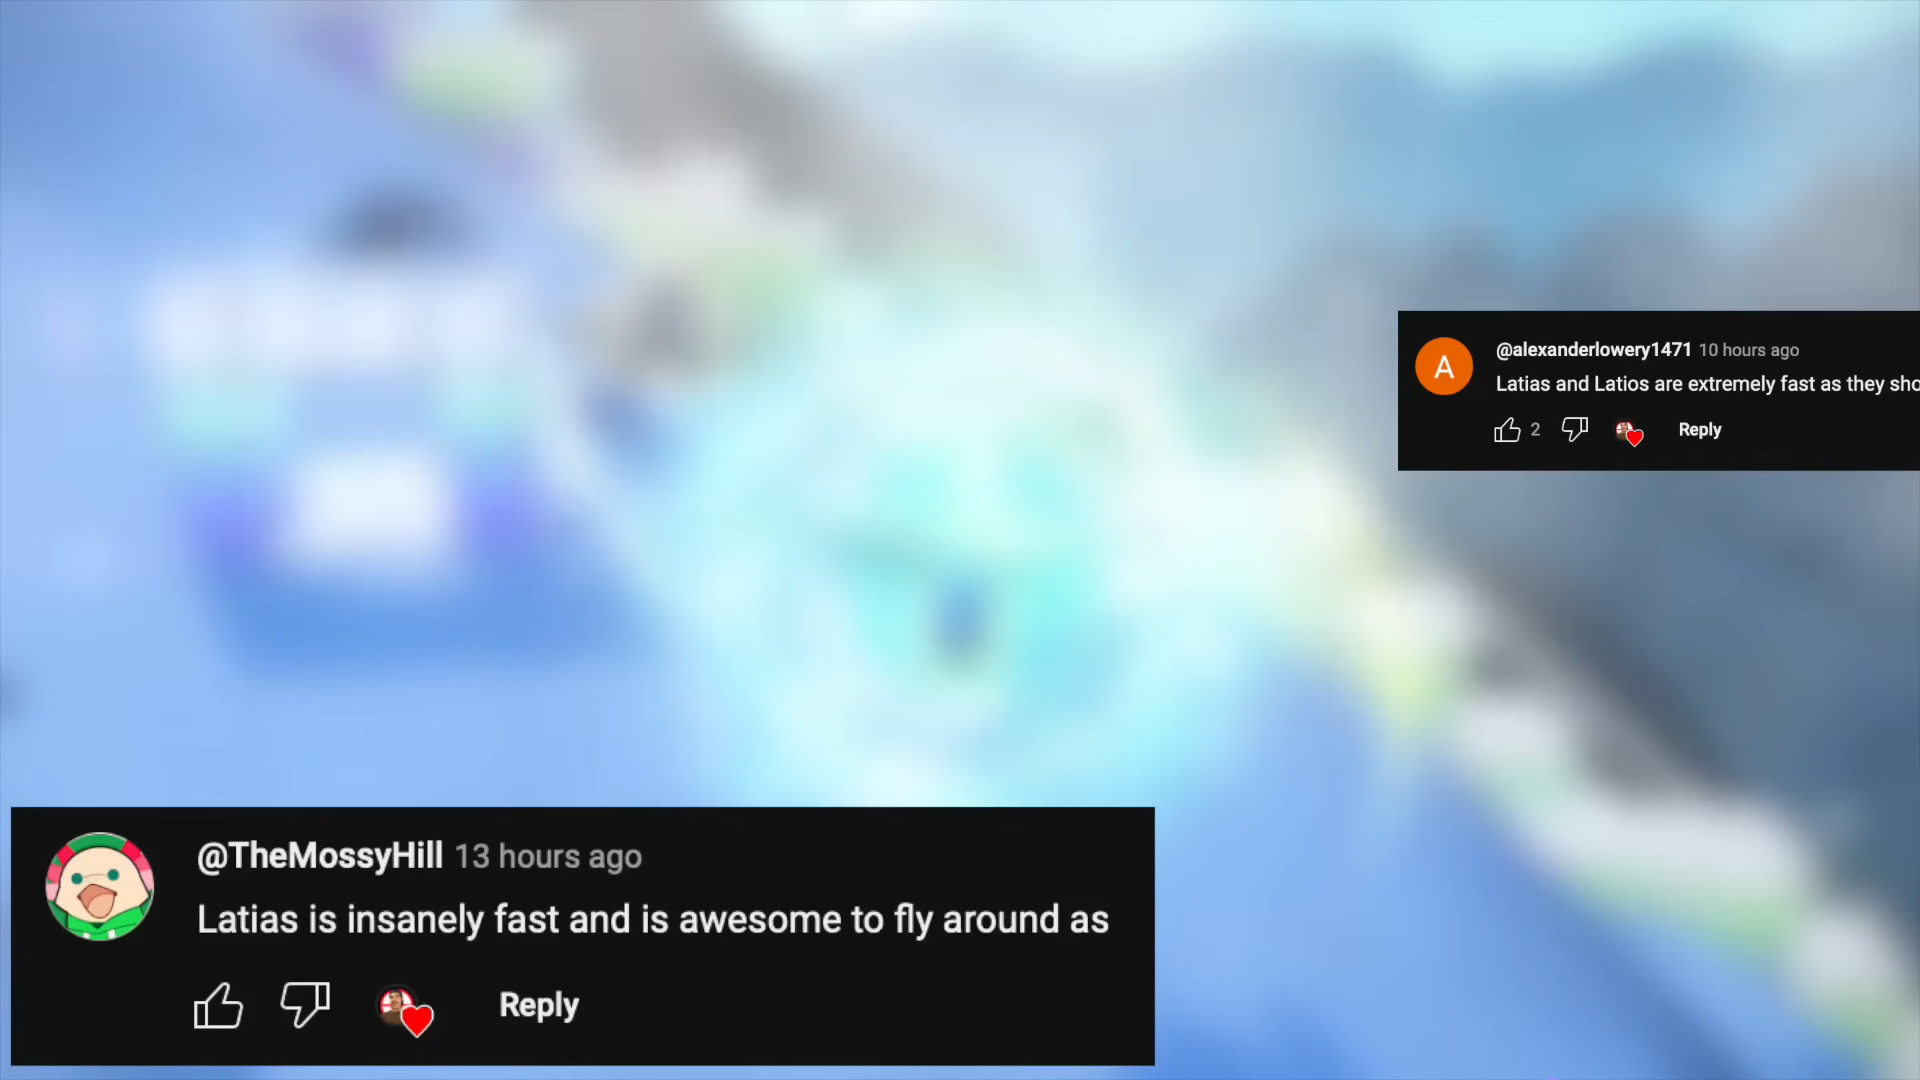 @alexanderlowery1471 10 hours ago
A
Latias and Latios are extremely fast as they
2
Reply
@TheMossyHill 13 hours ago
Latias is insanely fast and is awesome to fly around as
Reply